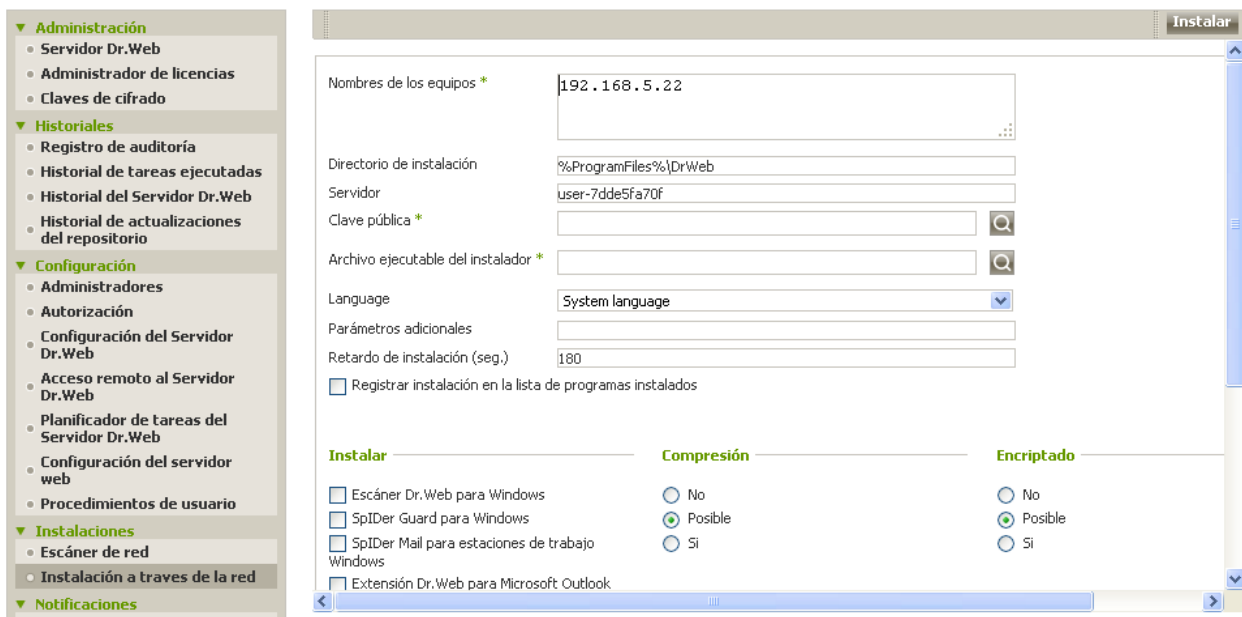 Administración
Servidor Dr.Web
Administrador de licencias
Claves de cifrado
Historiales
Registro de auditoría
Historial de tareas ejecutadas
Historial del Servidor Dr.Web
Historial de actualizaciones
del repositorio
Configuración
Administradores
Autorización
Configuración del Servidor
Dr.Web
Acceso remoto al Servidor
Dr.Web
Planificador de tareas del
Servidor Dr.Web
Configuración del servidor
web
Procedimientos de usuario
Instalaciones
Escáner de red
Instalación a traves de la red
Notificaciones
Instalar
Nombres de los equipos *
192.168.5.22
Directorio de instalación
%ProgramFiles%\DrWeb
Servidor
user-7dde5fa70f
Clave pública *
Archivo ejecutable del instalador *
Language
System language
Parámetros adicionales
Retardo de instalación (seg.)
180
Registrar instalación en la lista de programas instalados
Instalar
Escáner Dr.Web para Windows
SpIDer Guard para Windows
SpIDer Mail para estaciones de trabajo
Windows
Extensión Dr.Web para Microsoft Outlook
Compresión
No
Posible
Si
Encriptado
No
Posible
Si